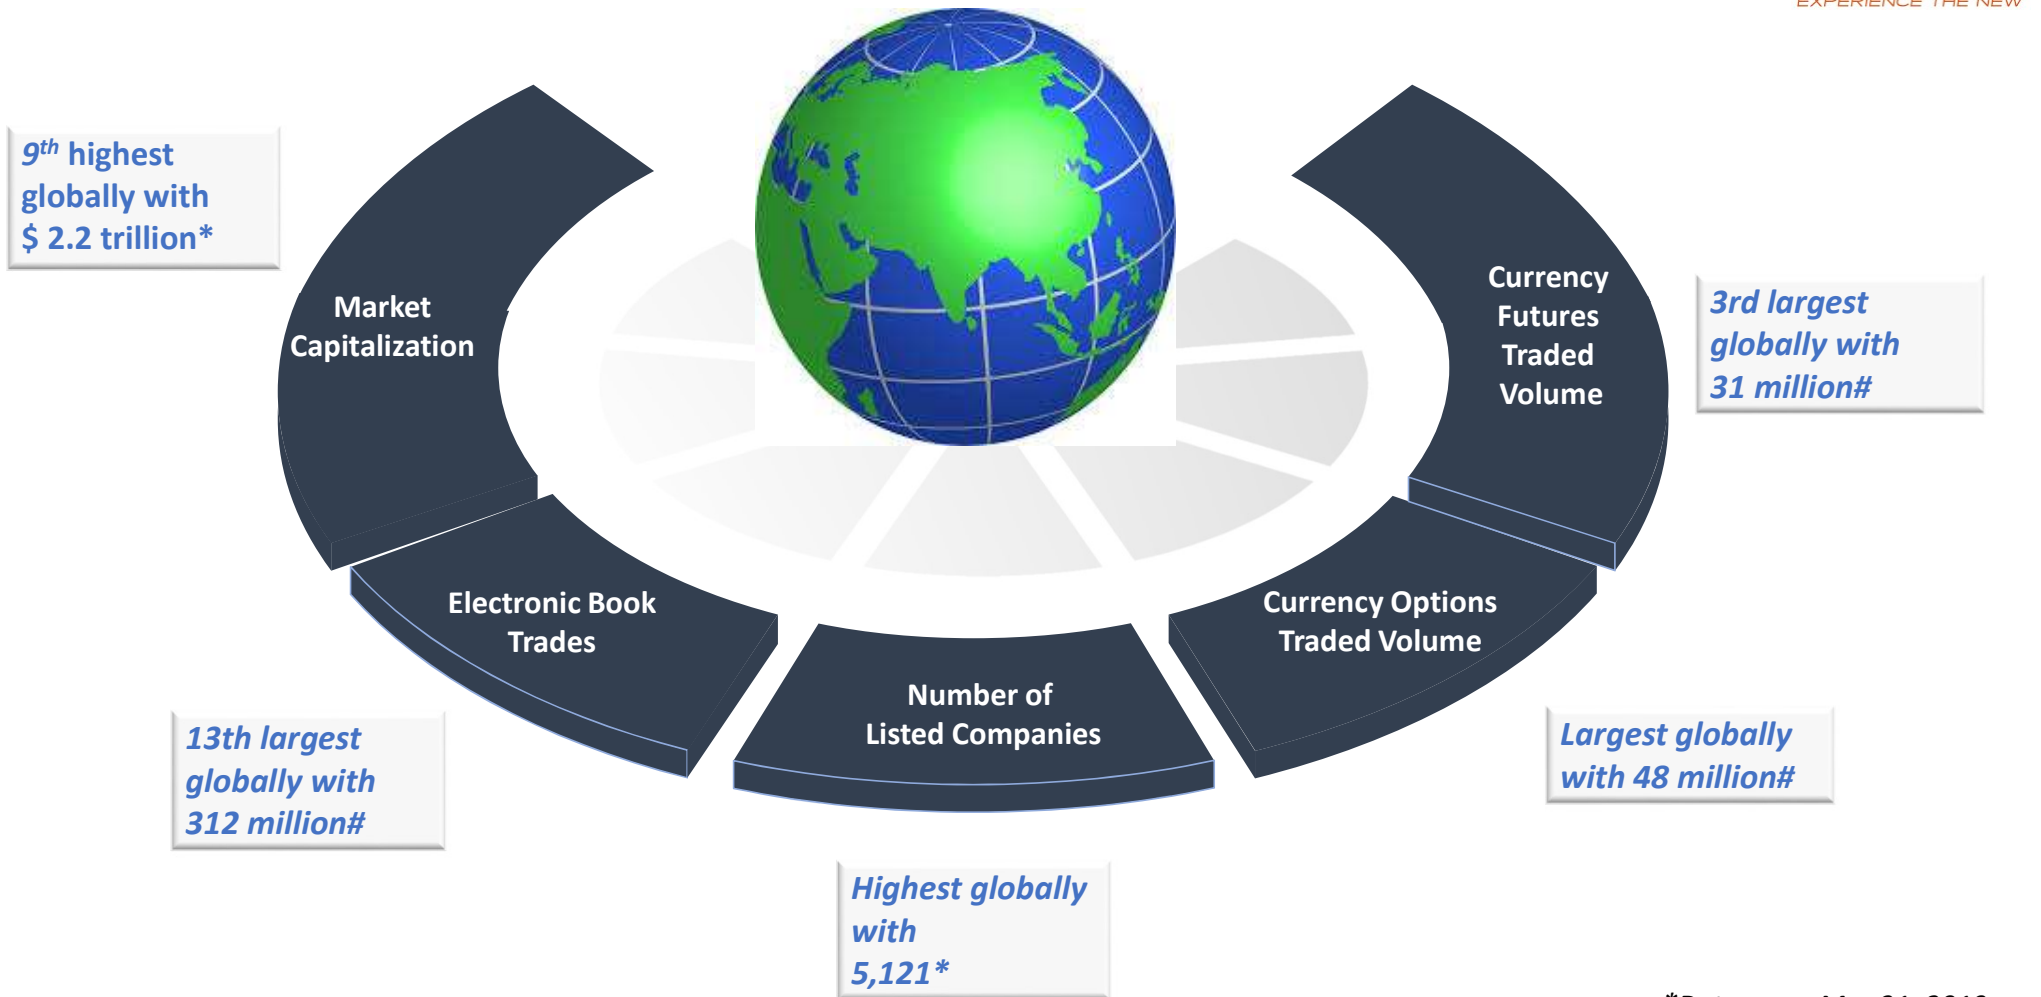 EXPERIENCE THE NEW
9th highest
globally with
$ 2.2 trillion*
Market
Capitalization
Currency
Futures
Traded
Volume
3rd largest
globally with
31 million#
Electronic Book
Trades
Currency Options
Traded Volume
Number of
Listed Companies
13th largest
globally with
312 million#
Largest globally
with 48 million#
Highest globally
with
5,121*